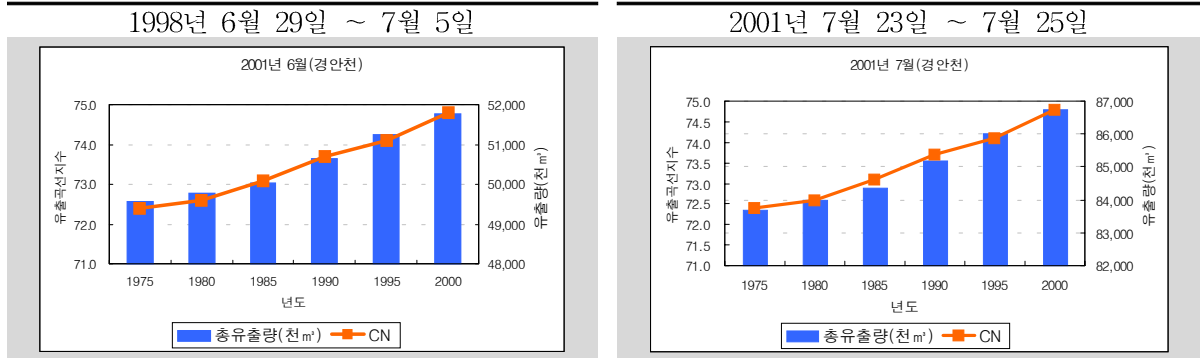 1998년 6월 29일 ~ 7월 5일
2001년 6월(경안천)
유출곡선지수
75.0
74.0
73.0
72.0
71.0
52,000
51,000
50,000
49,000
48,000
유출량(천㎥)
1975 1980 1985 1990 1995 2000
년도
총유출량(천㎥) CN
2001년 7월 23일 ~ 7월 25일
2001년 7월(경안천)
유출곡선지수
75.0
74.5
74.0
73.5
73.0
72.5
72.0
71.5
71.0
87,000
86,000
85,000
84,000
83,000
82,000
유출량(천㎥)
1975 1980 1985 1990 1995 2000
년도
총유출량(천㎥) CN